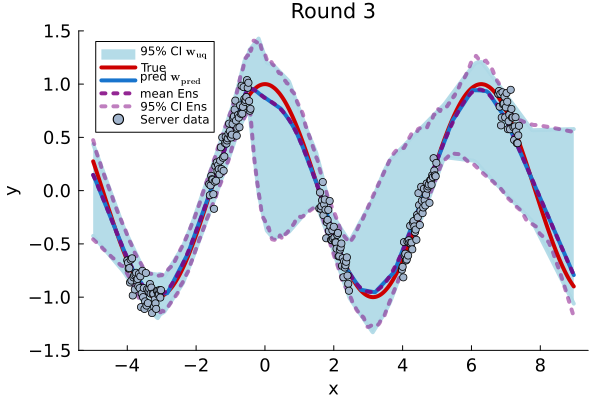 Round 3
1.5
1.0
0.5
0.0
−0.5
−1.0
−1.5
y
95% CI w_uq
True
pred w_pred
mean Ens
95% CI Ens
Server data
−4 −2 0 2 4 6 8
x